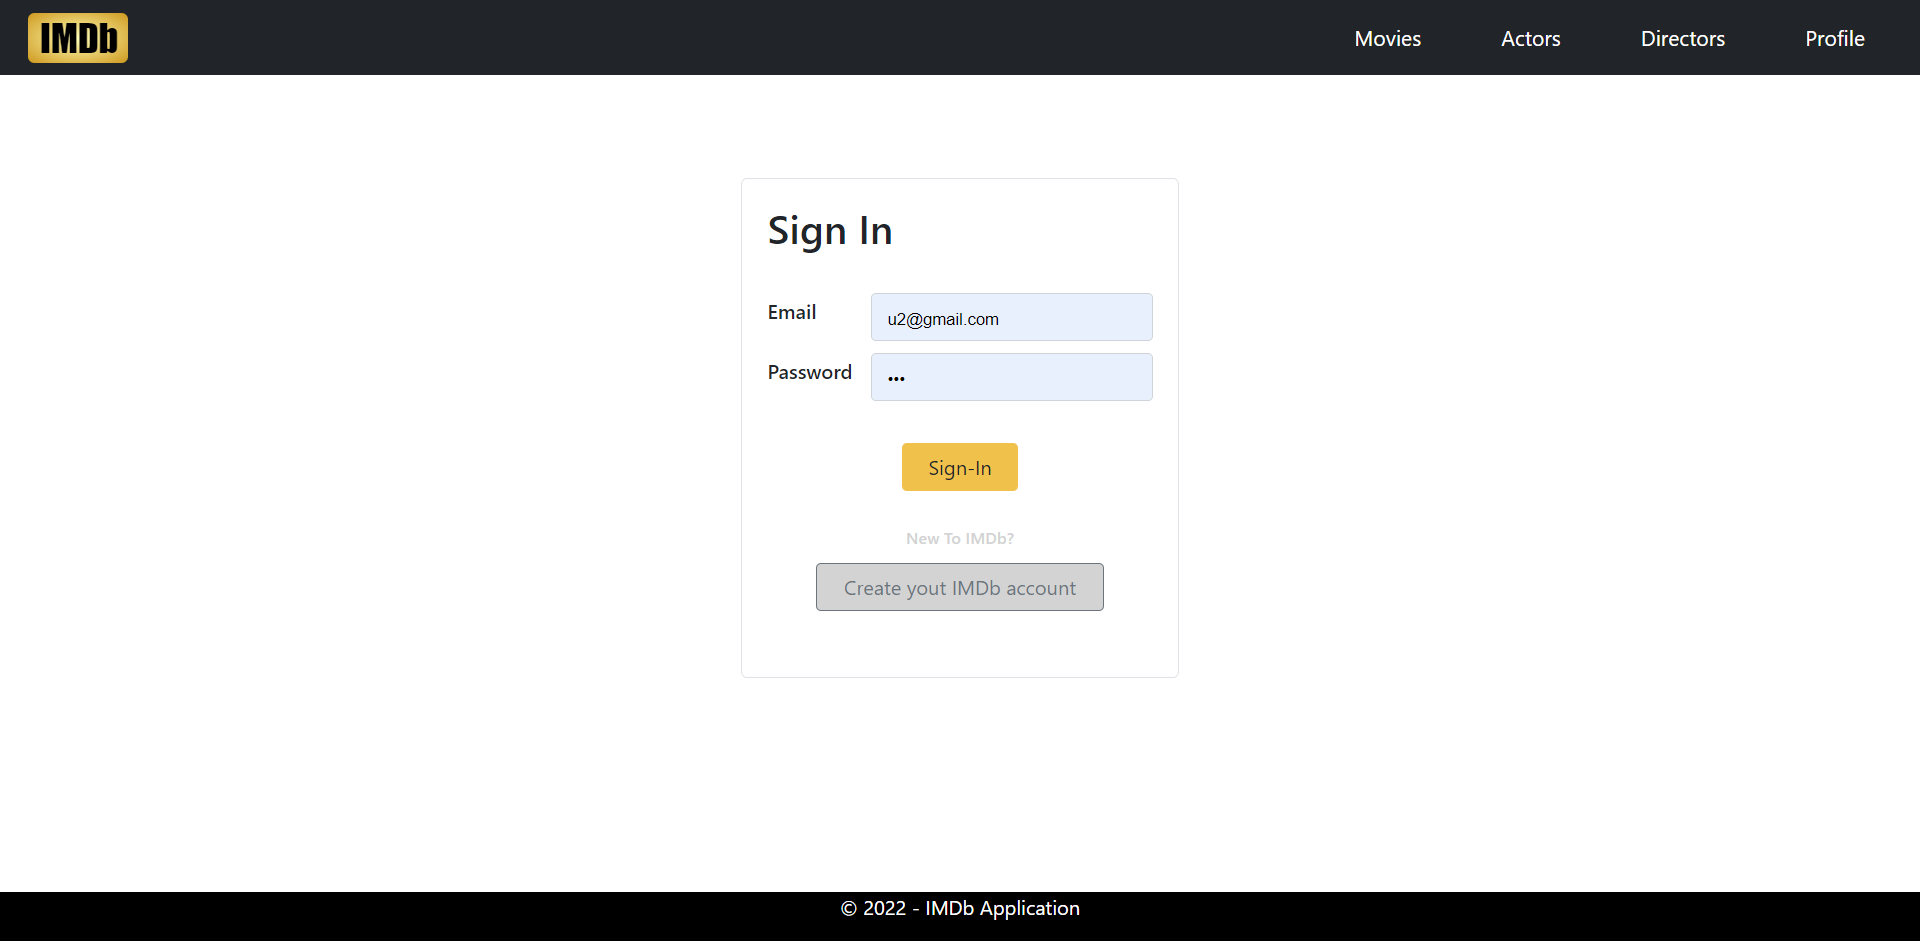 IMDb
Movies Actors Directors Profile
Sign In
Email u2@gmail.com
Password •••
Sign-In
New To IMDb?
Create yout IMDb account
© 2022 - IMDb Application